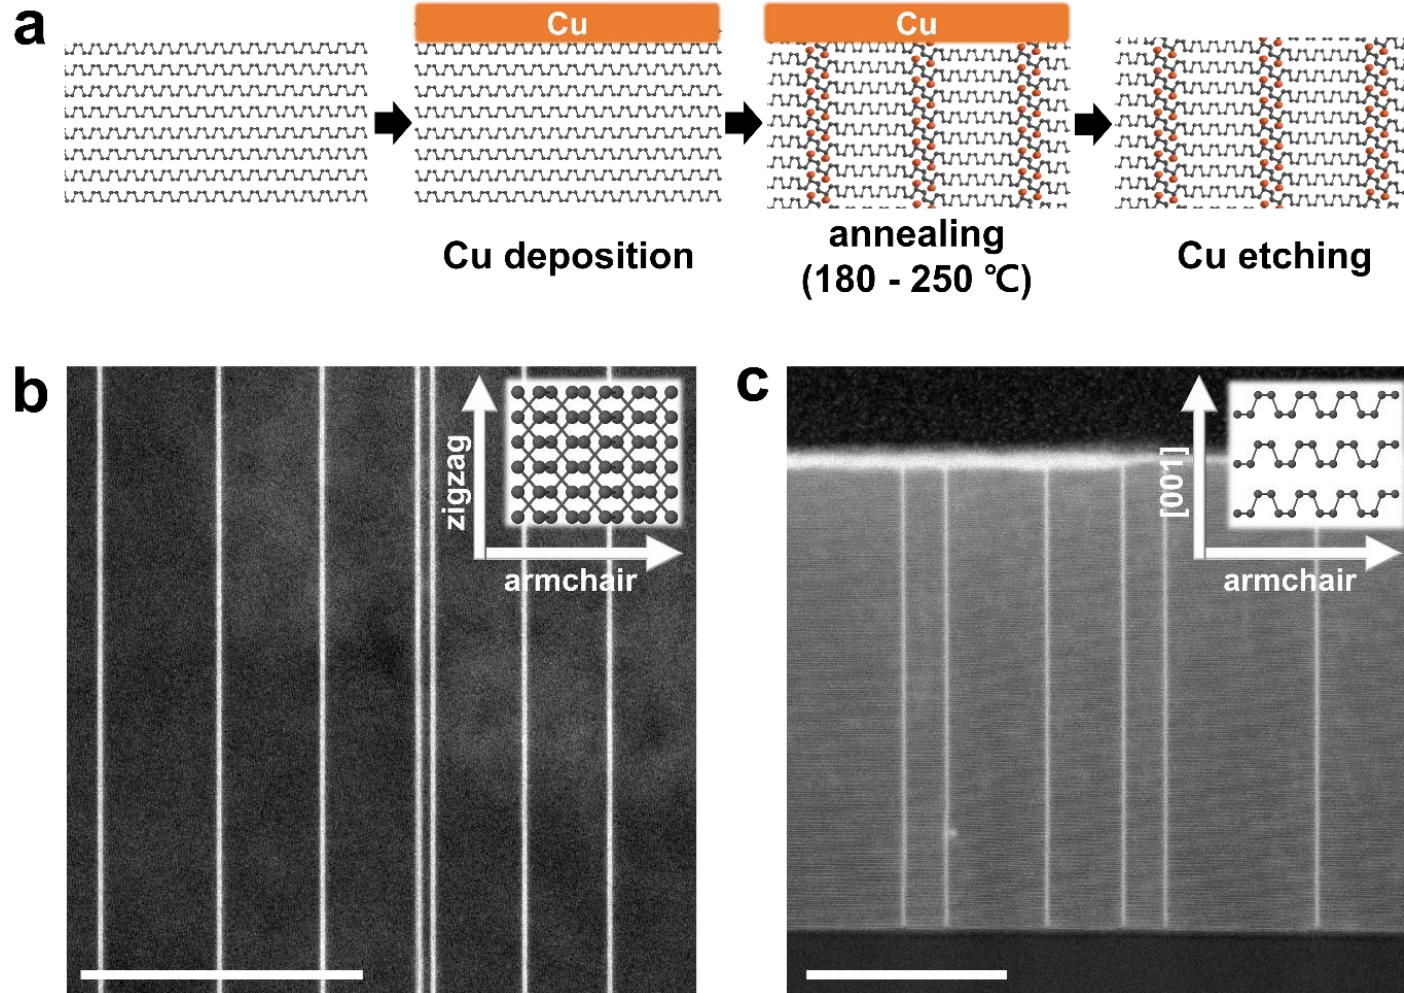 a
Cu
Cu
Cu deposition
annealing
(180 - 250 ℃)
Cu etching
b
zigzag
armchair
c
[001]
armchair